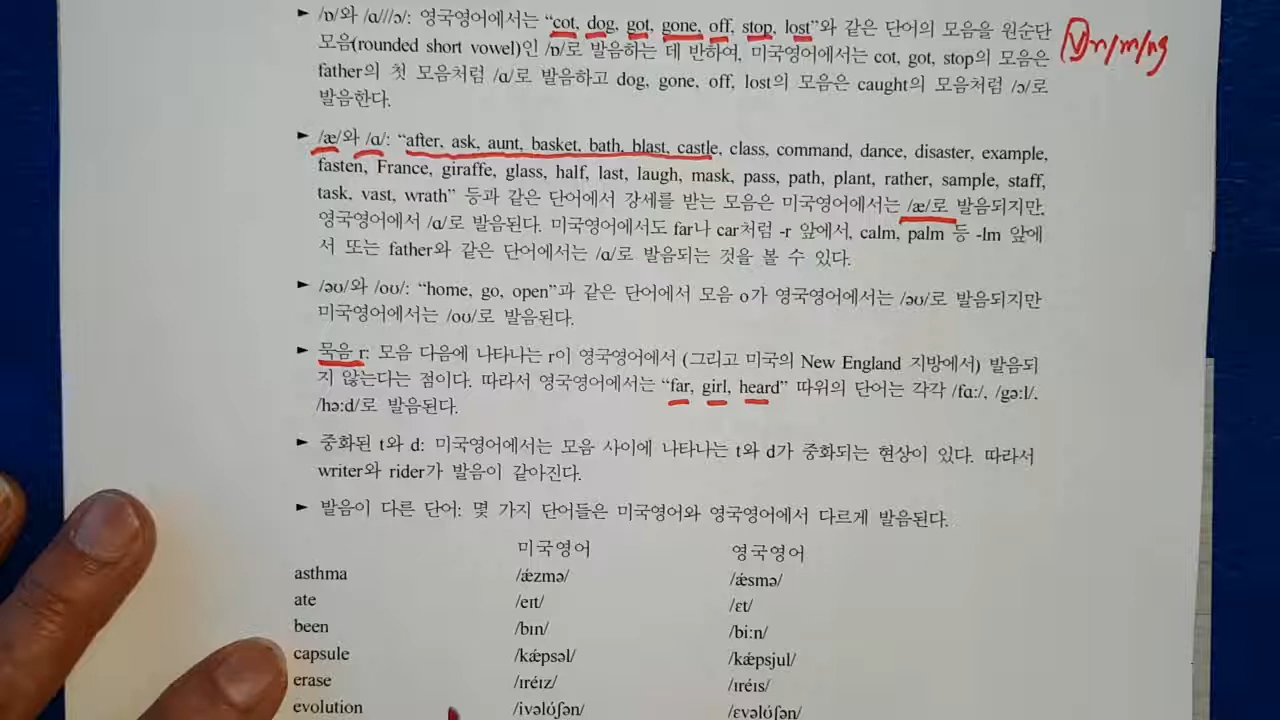 ► /ɒ/와 /ɑ///ɔ/: 영국영어에서는 “cot, dog, got, gone, off, stop, lost”와 같은 단어의 모음을 원순단
모음(rounded short vowel)인 /ɒ/로 발음하는 데 반하여, 미국영어에서는 cot, got, stop의 모음은
father의 첫 모음처럼 /ɑ/로 발음하고 dog, gone, off, lost의 모음은 caught의 모음처럼 /ɔ/로
발음한다.
V n/m/ng
► /æ/와 /ɑ/: “after, ask, aunt, basket, bath, blast, castle, class, command, dance, disaster, example,
fasten, France, giraffe, glass, half, last, laugh, mask, pass, path, plant, rather, sample, staff,
task, vast, wrath” 등과 같은 단어에서 강세를 받는 모음은 미국영어에서는 /æ/로 발음되지만,
영국영어에서 /ɑ/로 발음된다. 미국영어에서도 far나 car처럼 -r 앞에서, calm, palm 등 -lm 앞에
서 또는 father와 같은 단어에서는 /ɑ/로 발음되는 것을 볼 수 있다.
► /əʊ/와 /oʊ/: “home, go, open”과 같은 단어에서 모음 o가 영국영어에서는 /əʊ/로 발음되지만
미국영어에서는 /oʊ/로 발음된다.
► 묵음 r: 모음 다음에 나타나는 r이 영국영어에서 (그리고 미국의 New England 지방에서) 발음되
지 않는다는 점이다. 따라서 영국영어에서는 “far, girl, heard” 따위의 단어는 각각 /fɑː/, /gəːl/,
/həːd/로 발음된다.
► 중화된 t와 d: 미국영어에서는 모음 사이에 나타나는 t와 d가 중화되는 현상이 있다. 따라서
writer와 rider가 발음이 같아진다.
► 발음이 다른 단어: 몇 가지 단어들은 미국영어와 영국영어에서 다르게 발음된다.
미국영어 영국영어
asthma /ǽzmə/ /ǽsmə/
ate /eɪt/ /ɛt/
been /bɪn/ /biːn/
capsule /kǽpsəl/ /kǽpsjul/
erase /ɪréɪz/ /ɪréɪs/
evolution /ivəlúʃən/ /ɛvəlúʃən/